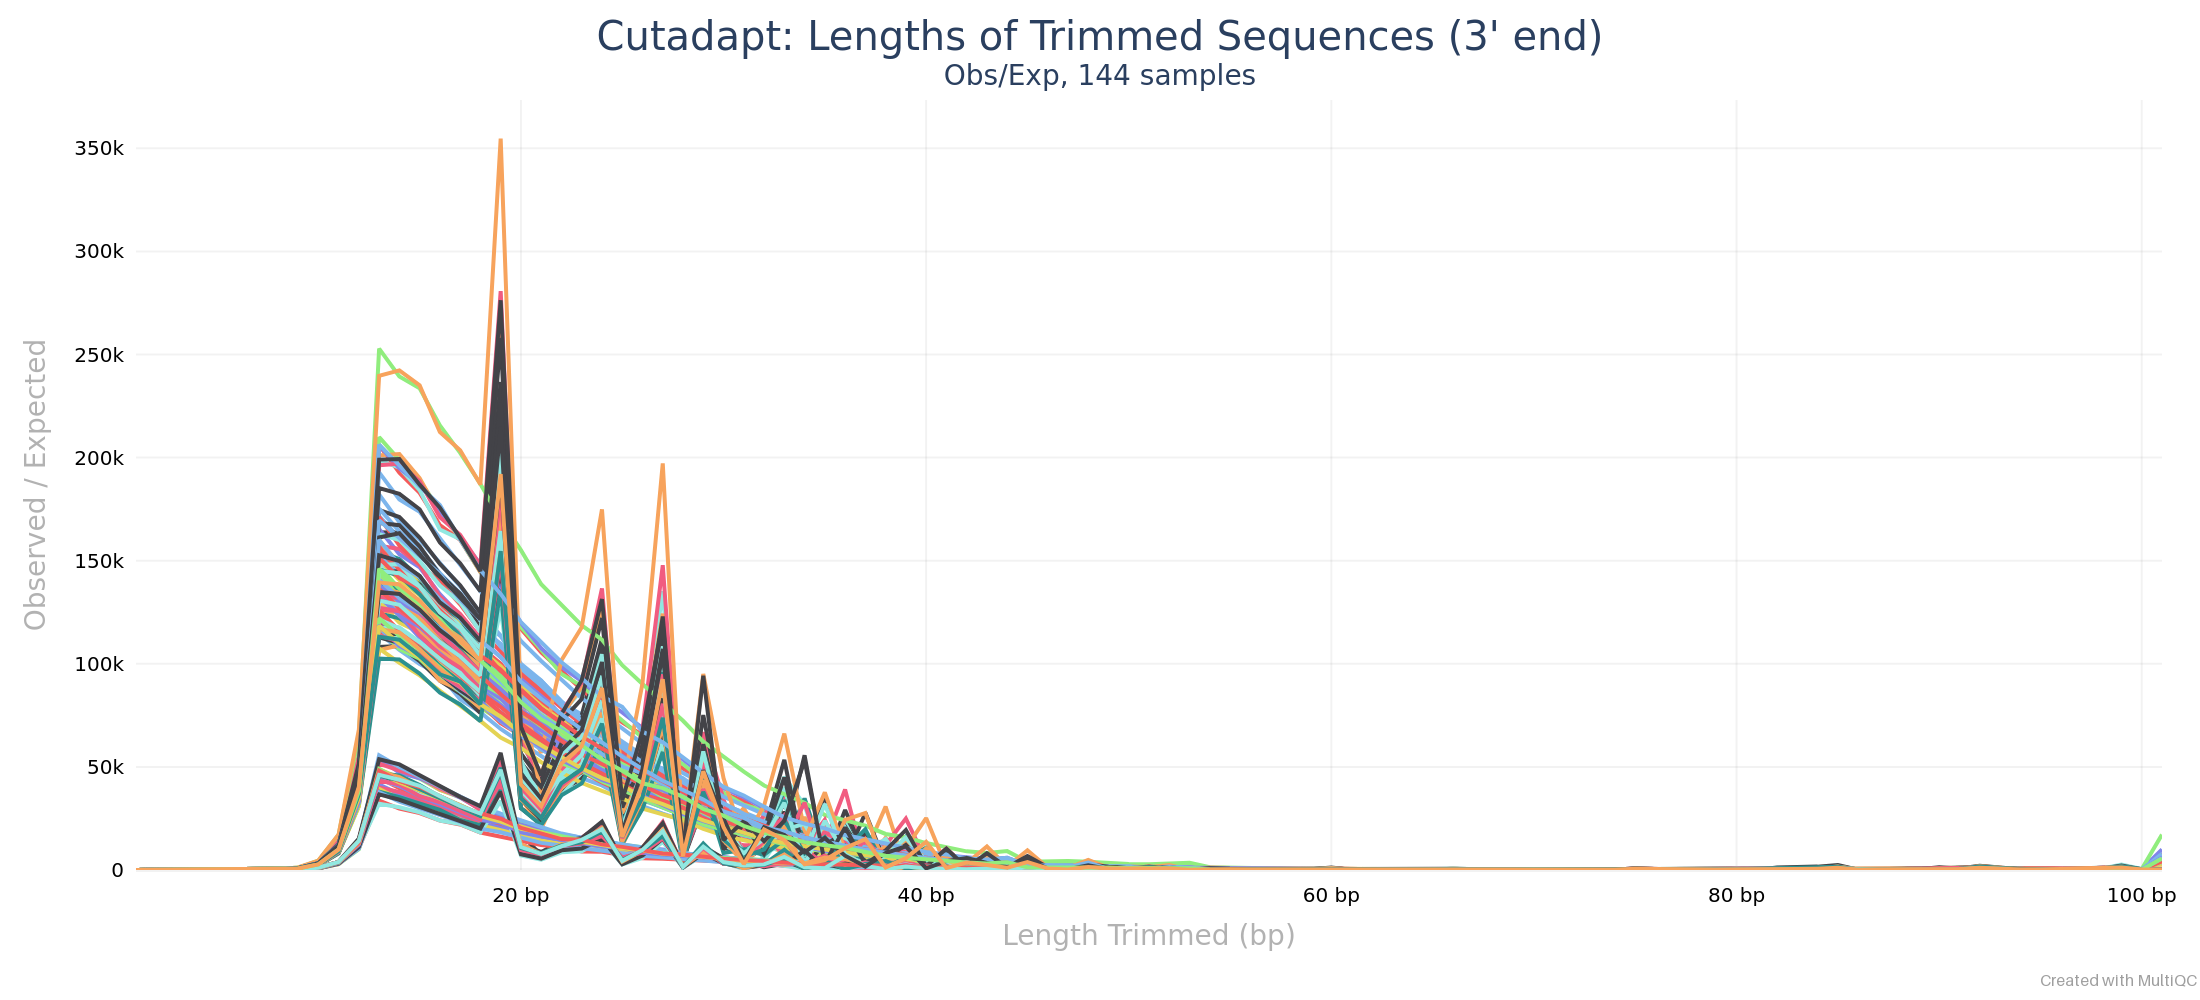 Cutadapt: Lengths of Trimmed Sequences (3' end)
Obs/Exp, 144 samples
Observed / Expected
350k
300k
250k
200k
150k
100k
50k
0
20 bp
40 bp
60 bp
80 bp
100 bp
Length Trimmed (bp)
Created with MultiQC